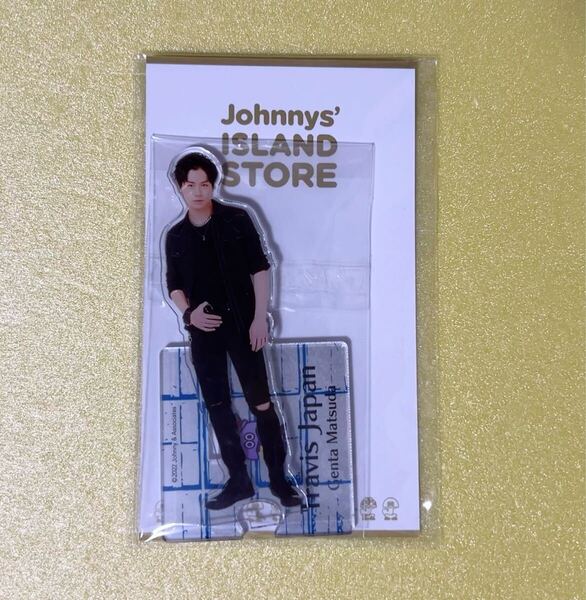 Johnnys'
ISLAND
STORE
Travis Japan
Genta Matsuda
©2022 Johnny & Associates